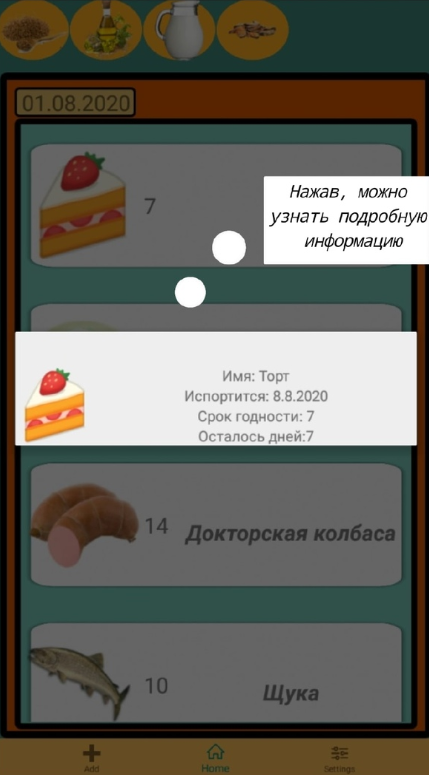 01.08.2020
7
Нажав, можно
узнать подробную
информацию
Имя: Торт
Испортится: 8.8.2020
Срок годности: 7
Осталось дней:7
14 Докторская колбаса
10 Щука
Add Home Settings